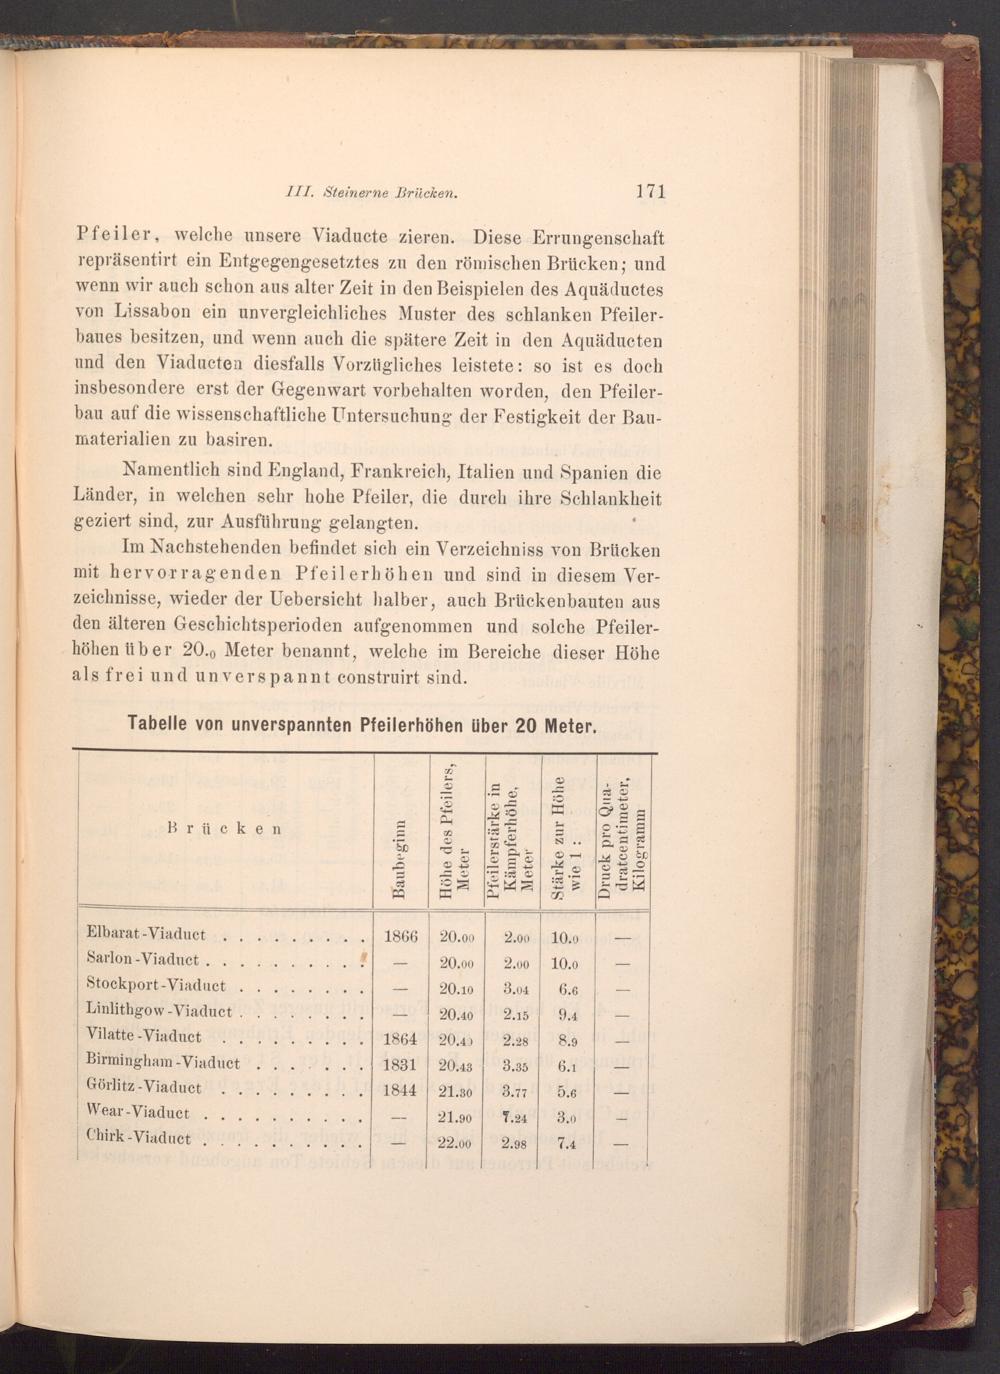 III. Steinerne Brücken. 171
Pfeiler, welche unsere Viaducte zieren. Diese Errungenschaft
repräsentirt ein Entgegengesetztes zu den römischen Brücken; und
wenn wir auch schon aus alter Zeit in den Beispielen des Aquäductes
von Lissabon ein unvergleichliches Muster des schlanken Pfeiler-
baues besitzen, und wenn auch die spätere Zeit in den Aquäducten
und den Viaducten diesfalls Vorzügliches leistete: so ist es doch
insbesondere erst der Gegenwart vorbehalten worden, den Pfeiler-
bau auf die wissenschaftliche Untersuchung der Festigkeit der Bau-
materialien zu basiren.
Namentlich sind England, Frankreich, Italien und Spanien die
Länder, in welchen sehr hohe Pfeiler, die durch ihre Schlankheit
geziert sind, zur Ausführung gelangten.
Im Nachstehenden befindet sich ein Verzeichniss von Brücken
mit hervorragenden Pfeilerhöhen und sind in diesem Ver-
zeichnisse, wieder der Uebersicht halber, auch Brückenbauten aus
den älteren Geschichtsperioden aufgenommen und solche Pfeiler-
höhen über 20.0 Meter benannt, welche im Bereiche dieser Höhe
als frei und unverspannt construirt sind.
Tabelle von unverspannten Pfeilerhöhen über 20 Meter.
Brücken
Baubeginn
Höhe des Pfeilers,
Meter
Pfeilerstärke in
Kämpferhöhe,
Meter
Stärke zur Höhe
wie 1 :
Druck pro Qua-
dratcentimeter,
Kilogramm
Elbarat-Viaduct . . . . . . . . . 1866 20.00 2.00 10.0 —
Sarlon-Viaduct . . . . . . . . . . — 20.00 2.00 10.0 —
Stockport-Viaduct . . . . . . . . — 20.10 3.04 6.6 —
Linlithgow-Viaduct . . . . . . . . — 20.40 2.15 9.4 —
Vilatte-Viaduct . . . . . . . . . 1864 2.28 8.9 —
Birmingham-Viaduct . . . . . . . 1831 20.43 3.35 6.1 —
Görlitz-Viaduct . . . . . . . . . 1844 21.30 3.77 5.6 —
Wear-Viaduct . . . . . . . . . . — 21.90 7.24 3.0 —
Chirk-Viaduct . . . . . . . . . . — 22.00 2.98 7.4 —